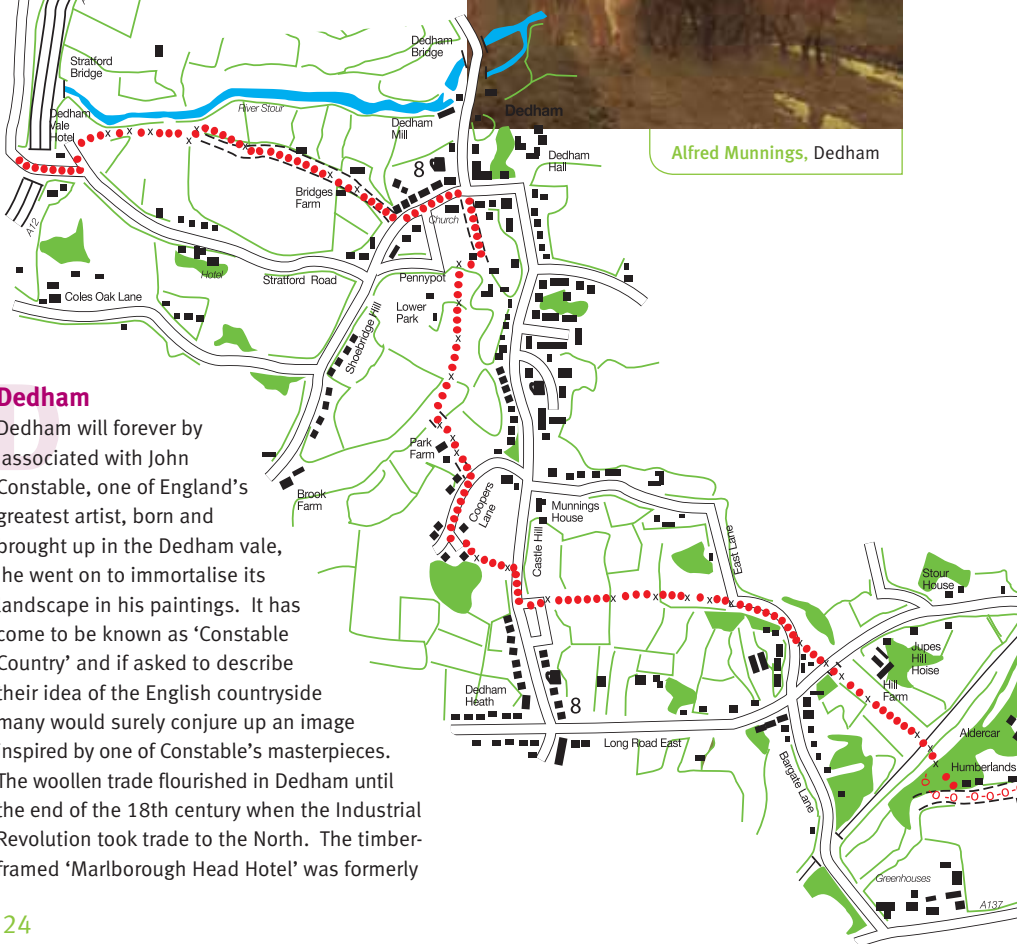 Stratford
Bridge
Dedham
Bridge
Dedham
Vale
Hotel
River Stour
Dedham
Mill
Dedham
8
Dedham
Hall
Alfred Munnings, Dedham
Bridges
Farm
Church
A12
Hotel
Stratford Road
Pennypot
Coles Oak Lane
Lower
Park
Shoebridge Hill
Park
Farm
Coopers
Lane
Brook
Farm
Munnings
House
Castle Hill
East Lane
Stour
House
Jupes
Hill
Hoise
Hill
Farm
Dedham
Heath
8
Long Road East
Aldercar
Humberlands
Bargate Lane
Greenhouses
A137
D
Dedham
Dedham will forever by
associated with John
Constable, one of England's
greatest artist, born and
brought up in the Dedham vale,
he went on to immortalise its
landscape in his paintings. It has
come to be known as 'Constable
Country' and if asked to describe
their idea of the English countryside
many would surely conjure up an image
inspired by one of Constable's masterpieces.
The woollen trade flourished in Dedham until
the end of the 18th century when the Industrial
Revolution took trade to the North. The timber-
framed 'Marlborough Head Hotel' was formerly
24